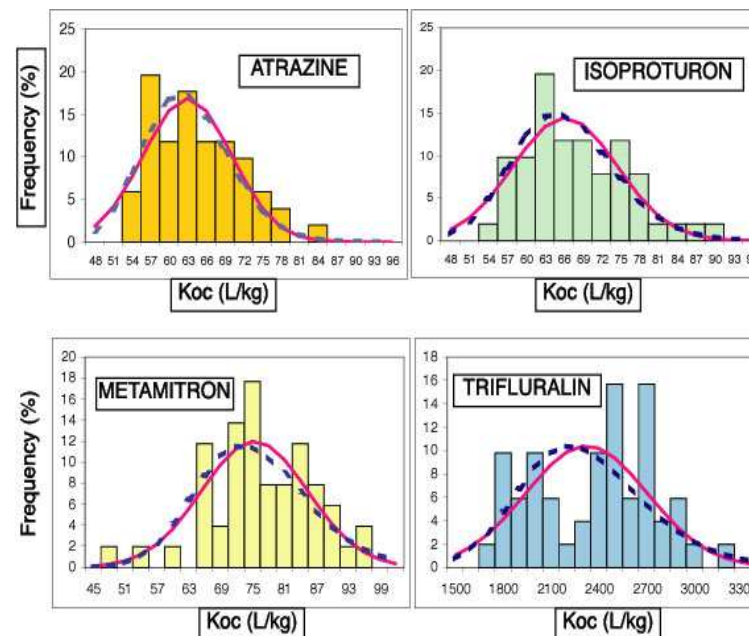 25
20
15
10
5
0
Frequency (%)
ATRAZINE
48 51 54 57 60 63 66 69 72 75 78 81 84 87 90 93 96
Koc (L/kg)
25
20
15
10
5
0
ISOPROTURON
48 51 54 57 60 63 66 69 72 75 78 81 84 87 90 93
Koc (L/kg)
20
18
16
14
12
10
8
6
4
2
0
Frequency (%)
METAMITRON
45 51 57 63 69 75 81 87 93 99
Koc (L/kg)
18
16
14
12
10
8
6
4
2
0
TRIFLURALIN
1500 1800 2100 2400 2700 3000 330
Koc (L/kg)